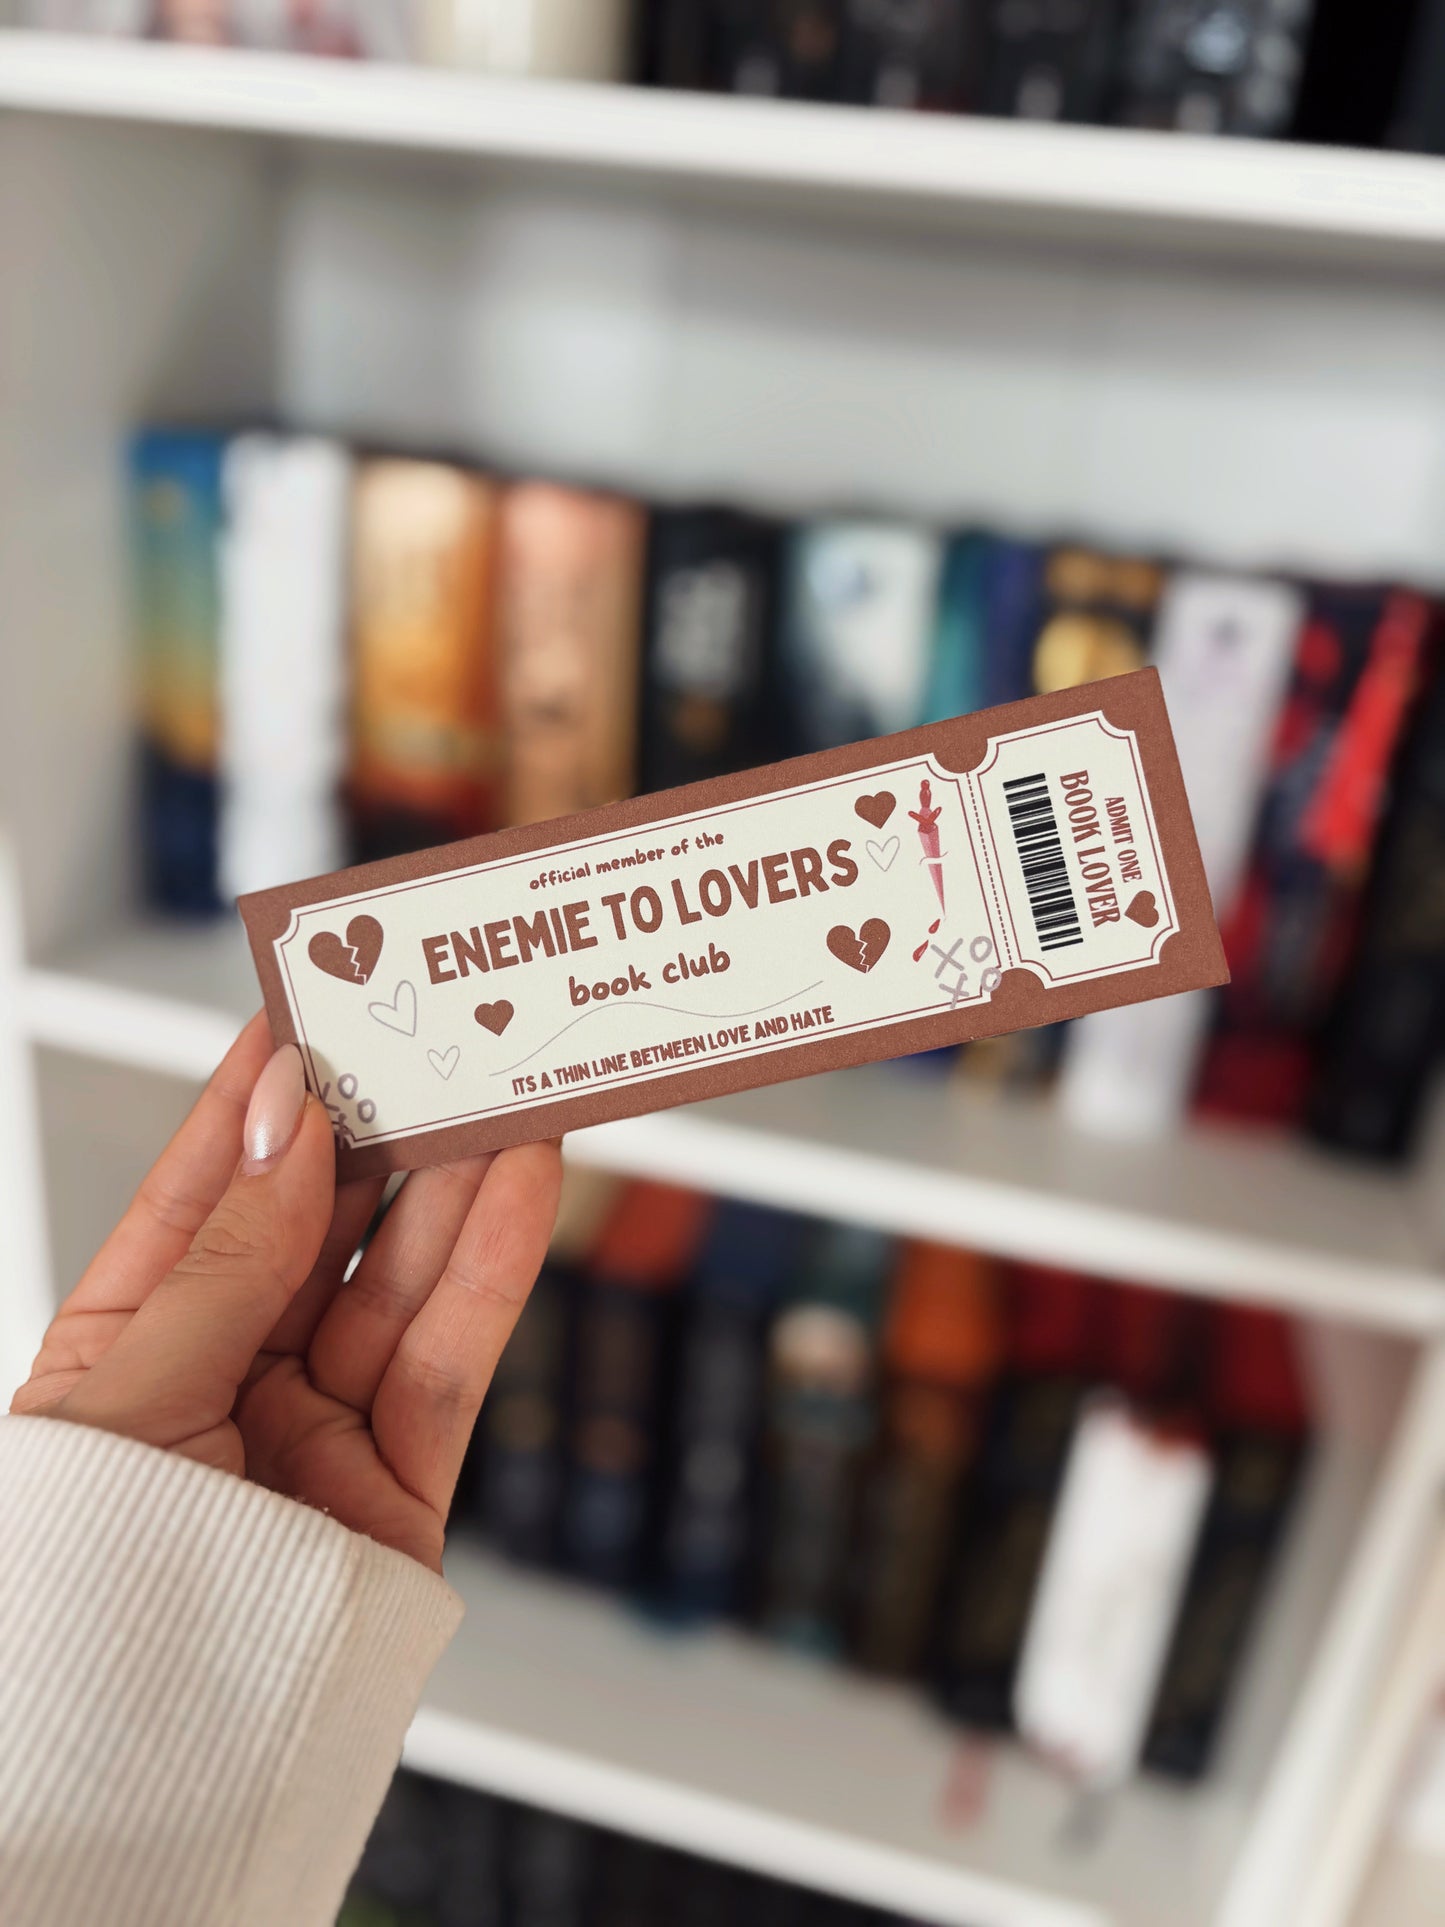 official member of the
ENEMIE TO LOVERS
book club
ITS A THIN LINE BETWEEN LOVE AND HATE
ADMIT ONE
BOOK LOVER